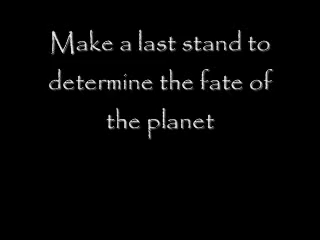 Make a last stand to
determine the fate of
the planet